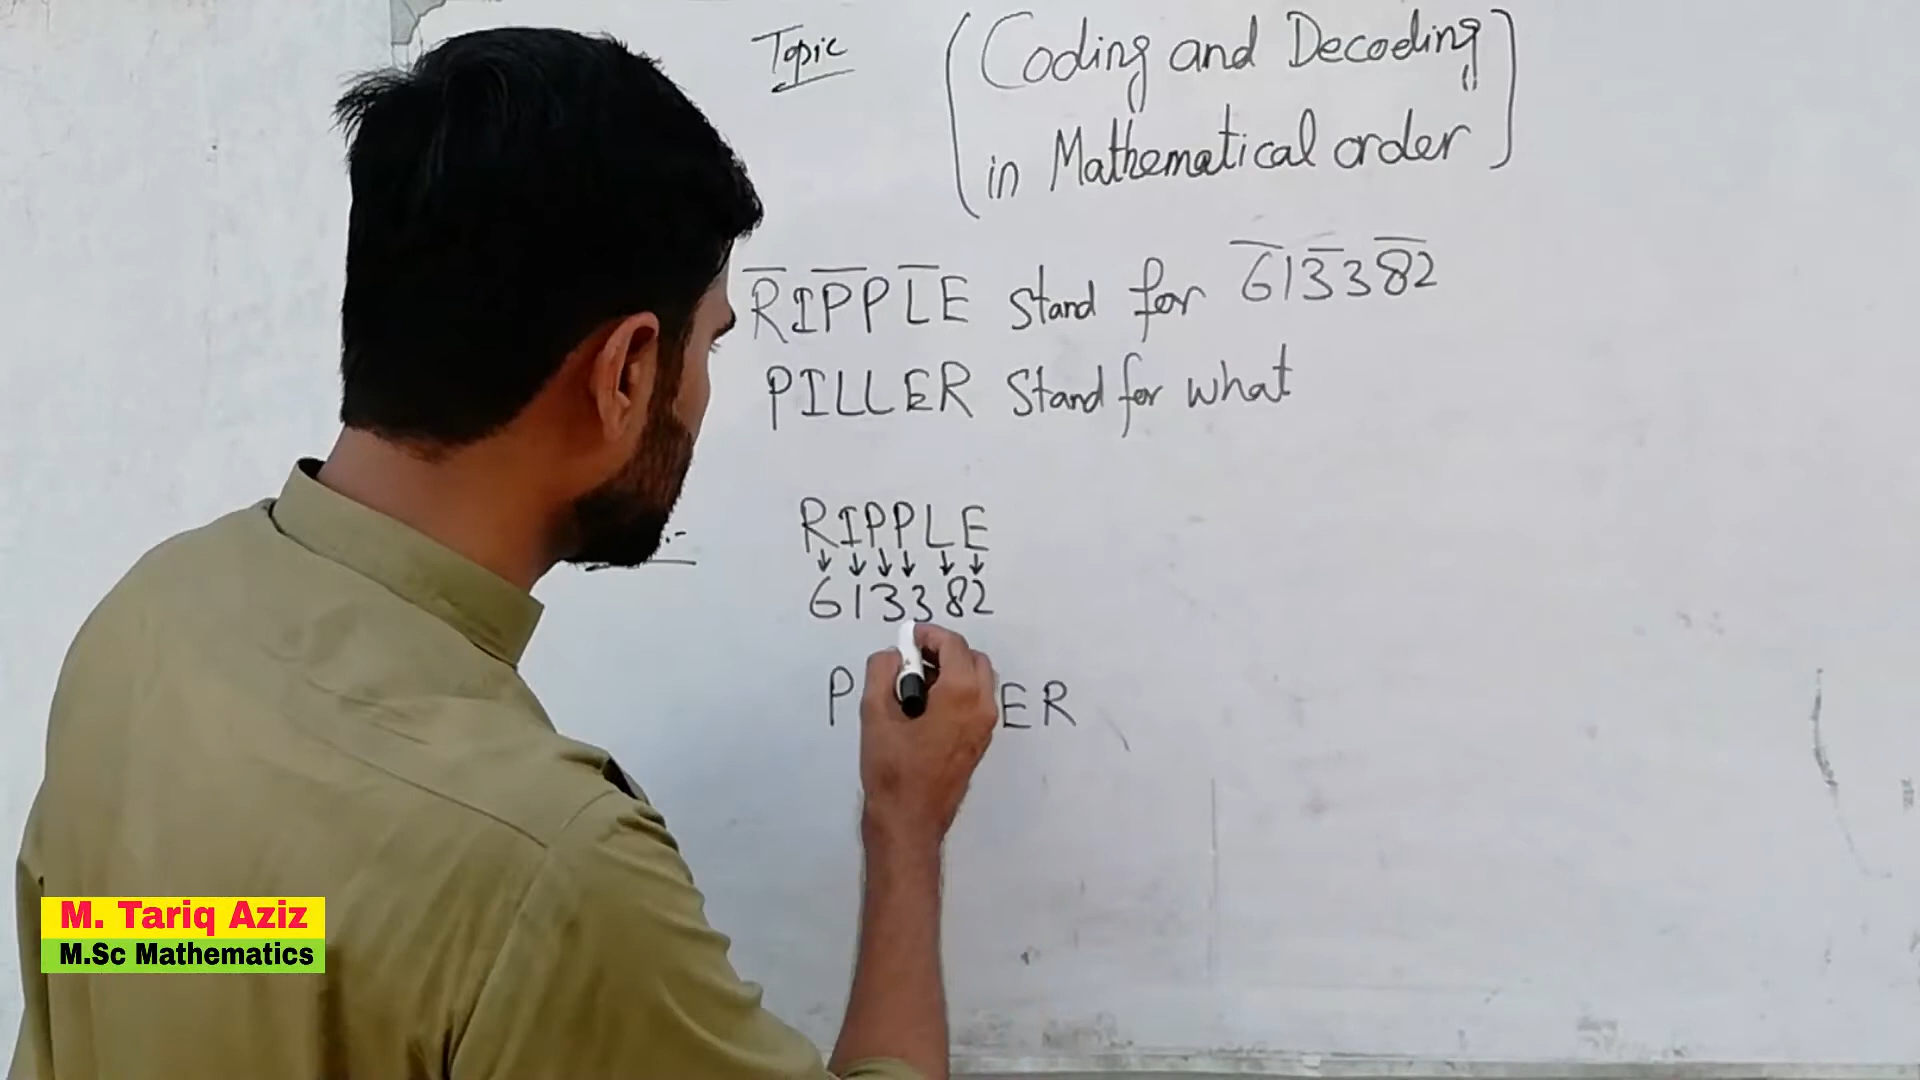 Topic (Coding and Decoding
in Mathematical order)
RIPPLE stand for 613382
PILLER Stand for what
RIPPLE
↓ ↓ ↓ ↓ ↓ ↓
613382
P ER
M. Tariq Aziz
M.Sc Mathematics